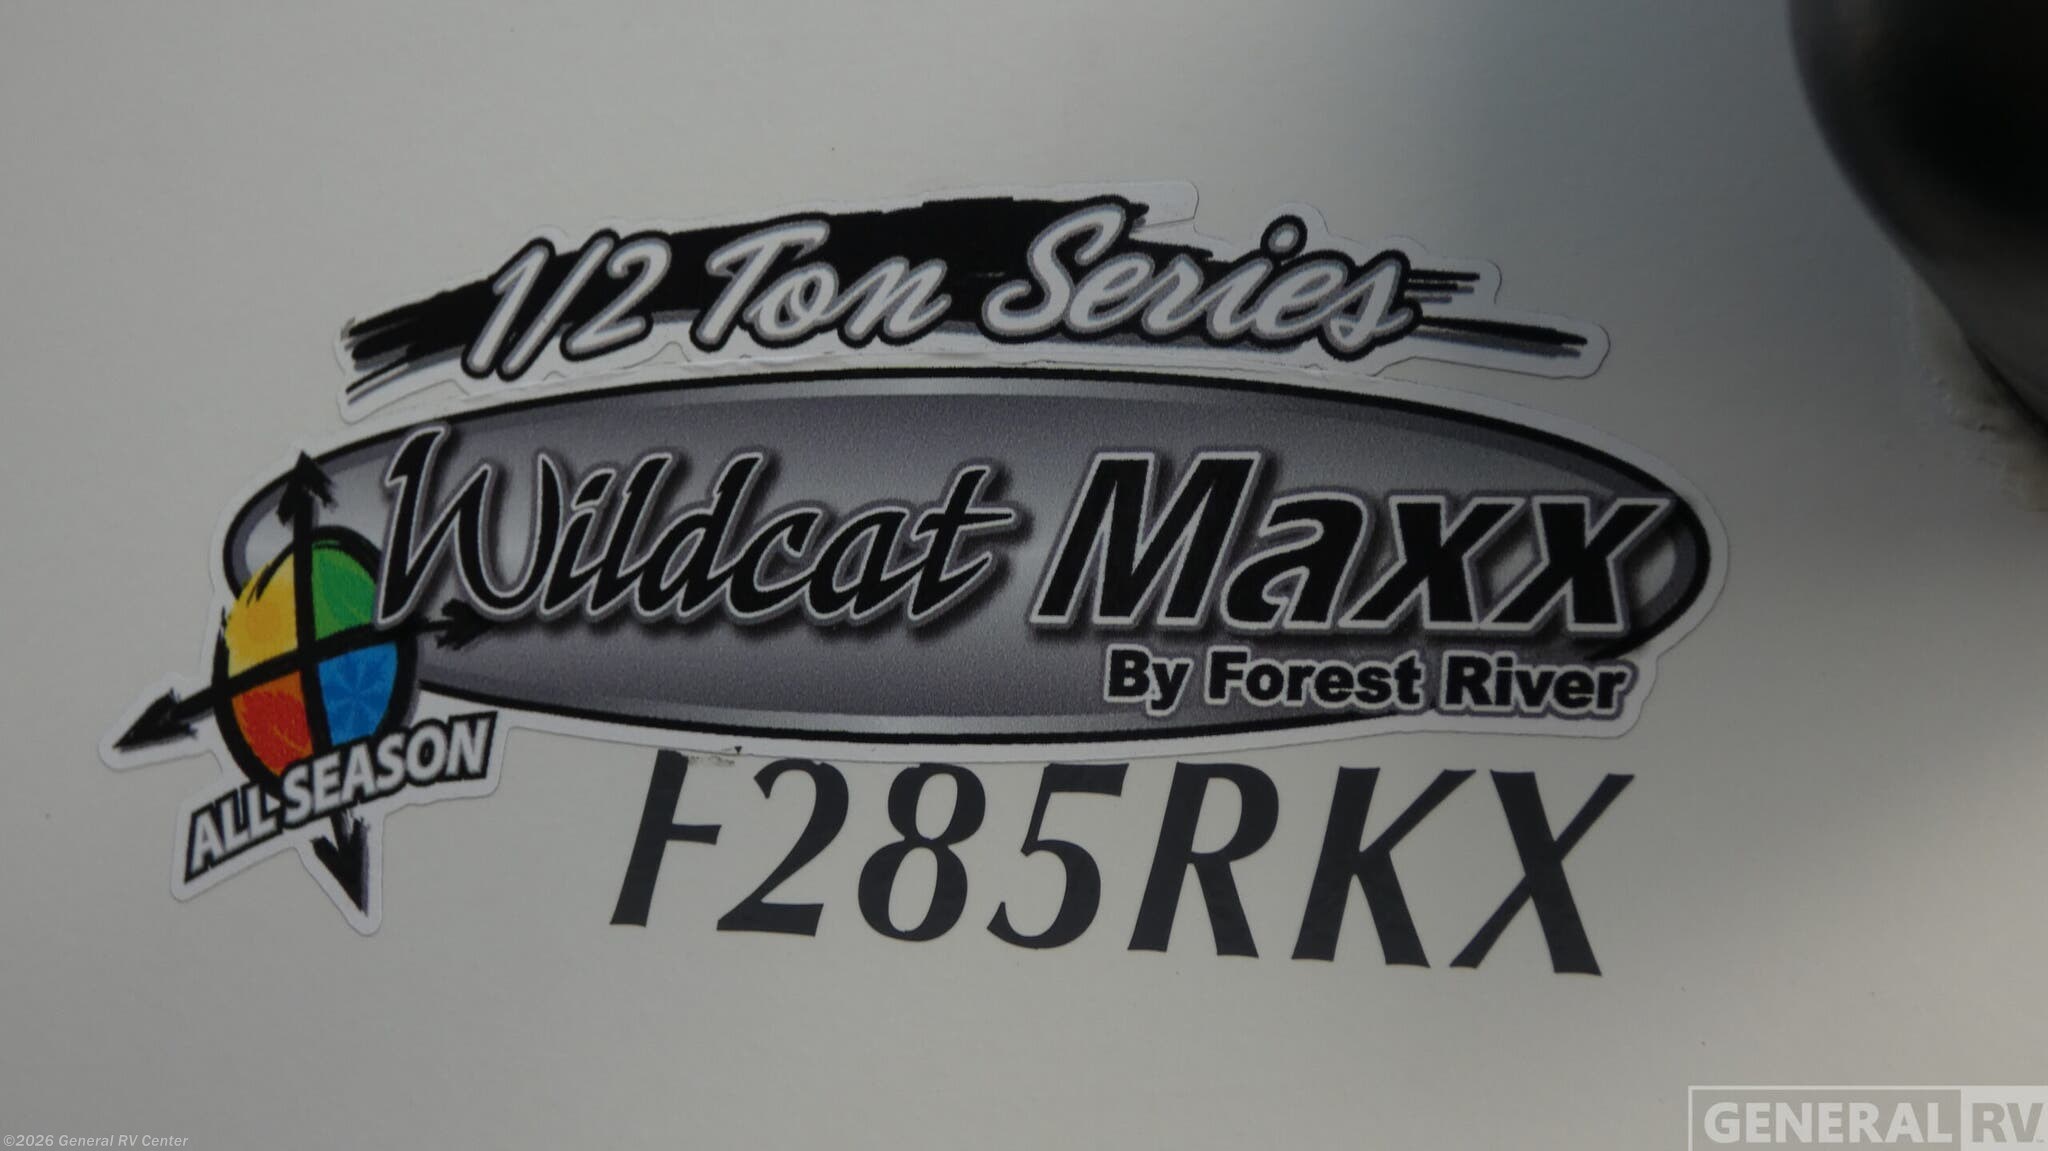 1/2 Ton Series
Wildcat Maxx
By Forest River
ALL SEASON
F285RKX
©2026 General RV Center
GENERAL RV